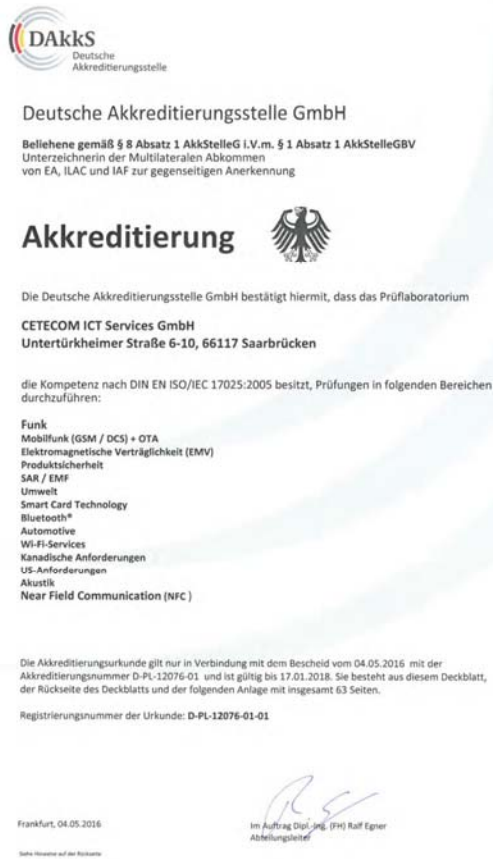 DAkkS
Deutsche
Akkreditierungsstelle
Deutsche Akkreditierungsstelle GmbH
Beliehene gemäß § 8 Absatz 1 AkkStelleG i.V.m. § 1 Absatz 1 AkkStelleGBV
Unterzeichnerin der Multilateralen Abkommen
von EA, ILAC und IAF zur gegenseitigen Anerkennung
Akkreditierung
Die Deutsche Akkreditierungsstelle GmbH bestätigt hiermit, dass das Prüflaboratorium
CETECOM ICT Services GmbH
Untertürkheimer Straße 6-10, 66117 Saarbrücken
die Kompetenz nach DIN EN ISO/IEC 17025:2005 besitzt, Prüfungen in folgenden Bereichen
durchzuführen:
Funk
Mobilfunk (GSM / DCS) + OTA
Elektromagnetische Verträglichkeit (EMV)
Produktsicherheit
SAR / EMF
Umwelt
Smart Card Technology
Bluetooth®
Automotive
Wi-Fi-Services
Kanadische Anforderungen
US-Anforderungen
Akustik
Near Field Communication (NFC )
Die Akkreditierungsurkunde gilt nur in Verbindung mit dem Bescheid vom 04.05.2016 mit der
Akkreditierungsnummer D-PL-12076-01 und ist gültig bis 17.01.2018. Sie besteht aus diesem Deckblatt,
der Rückseite des Deckblatts und der folgenden Anlage mit insgesamt 63 Seiten.
Registrierungsnummer der Urkunde: D-PL-12076-01-01
Frankfurt, 04.05.2016
Im Auftrag Dipl.-Ing. (FH) Ralf Egner
Abteilungsleiter
Siehe Hinweise auf der Rückseite